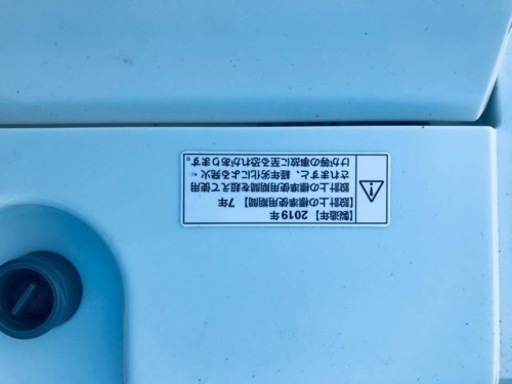 【製造年】2019年
【設計上の標準使用期間】7年
設計上の標準使用期間を超えて使用
されますと、経年劣化による発火・
けが等の事故に至る恐れがあります。